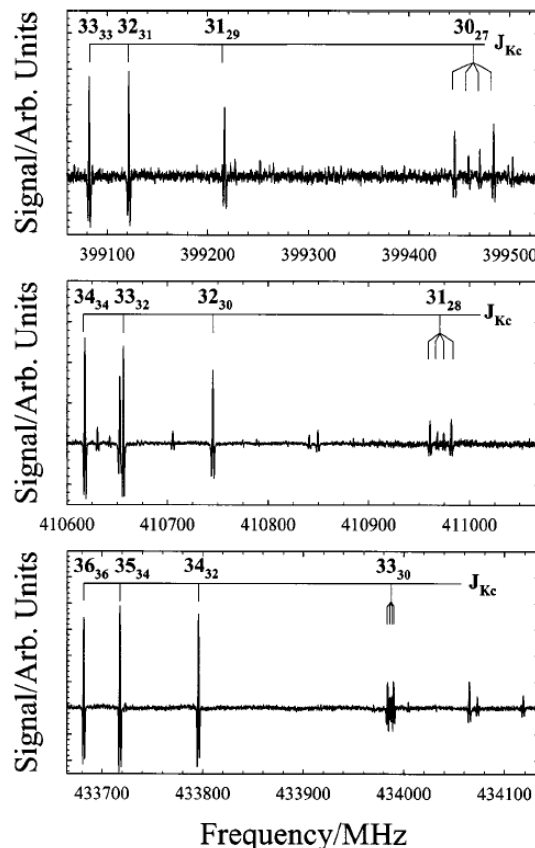 33₃₃ 32₃₁ 31₂₉ 30₂₇
J_Kc
Signal/Arb. Units
399100 399200 399300 399400 399500
34₃₄ 33₃₂ 32₃₀ 31₂₈
J_Kc
Signal/Arb. Units
410600 410700 410800 410900 411000
36₃₆ 35₃₄ 34₃₂ 33₃₀
J_Kc
Signal/Arb. Units
433700 433800 433900 434000 434100
Frequency/MHz